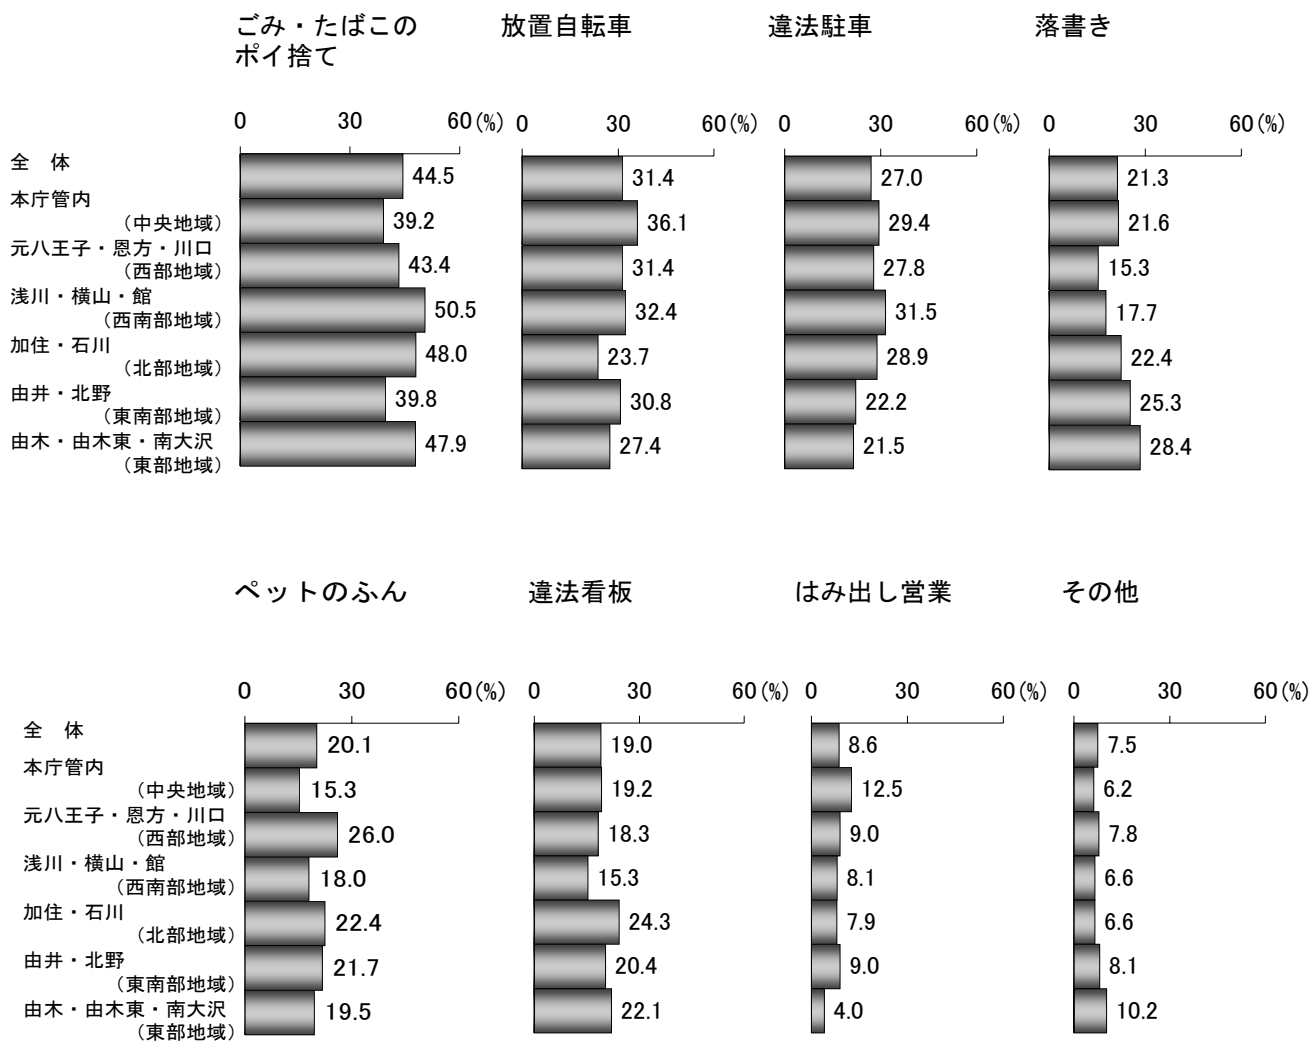 ごみ・たばこの 放置自転車 違法駐車 落書き
ポイ捨て
0 30 60(%) 0 30 60(%) 0 30 60(%) 0 30 60(%)
全 体 44.5 31.4 27.0 21.3
本庁管内
（中央地域） 39.2 36.1 29.4 21.6
元八王子・恩方・川口
（西部地域） 43.4 31.4 27.8 15.3
浅川・横山・館
（西南部地域） 50.5 32.4 31.5 17.7
加住・石川
（北部地域） 48.0 23.7 28.9 22.4
由井・北野
（東南部地域） 39.8 30.8 22.2 25.3
由木・由木東・南大沢
（東部地域） 47.9 27.4 21.5 28.4
ペットのふん 違法看板 はみ出し営業 その他
0 30 60(%) 0 30 60(%) 0 30 60(%) 0 30 60(%)
全 体 20.1 19.0 8.6 7.5
本庁管内
（中央地域） 15.3 19.2 12.5 6.2
元八王子・恩方・川口
（西部地域） 26.0 18.3 9.0 7.8
浅川・横山・館
（西南部地域） 18.0 15.3 8.1 6.6
加住・石川
（北部地域） 22.4 24.3 7.9 6.6
由井・北野
（東南部地域） 21.7 20.4 9.0 8.1
由木・由木東・南大沢
（東部地域） 19.5 22.1 4.0 10.2